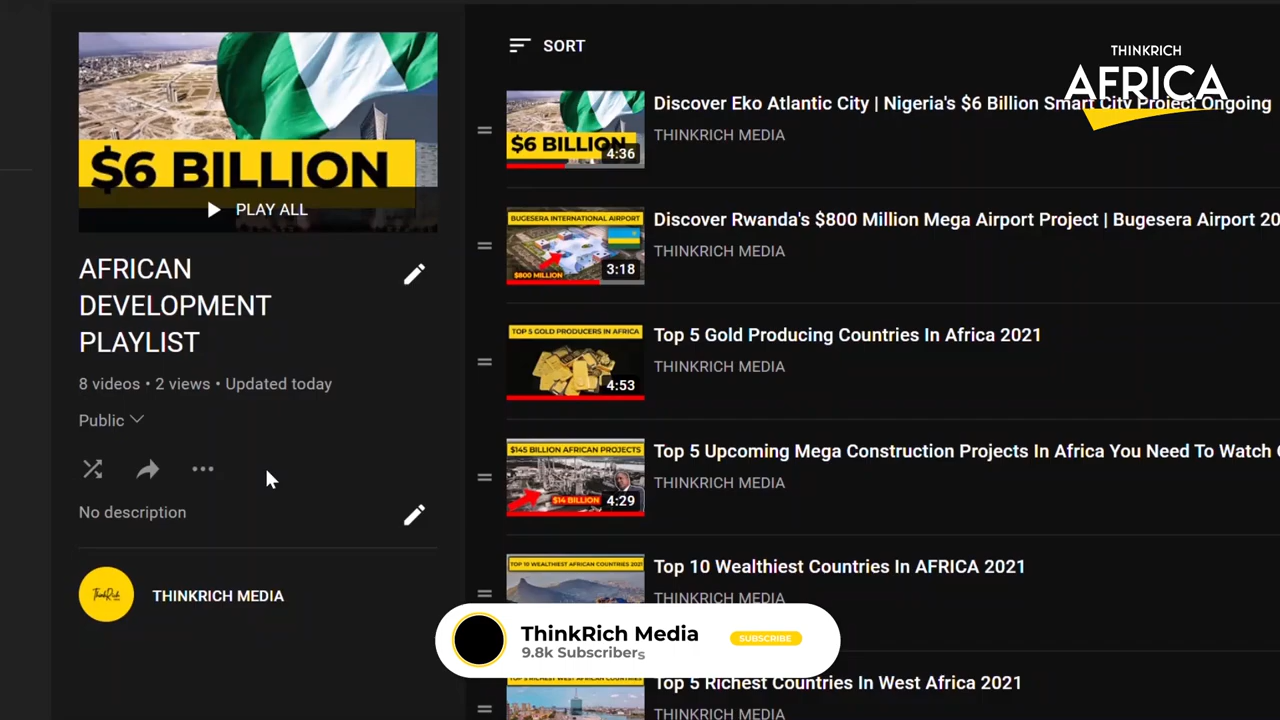 $6 BILLION
PLAY ALL
AFRICAN
DEVELOPMENT
PLAYLIST
8 videos • 2 views • Updated today
Public
No description
THINKRICH MEDIA
SORT
THINKRICH
AFRICA
$6 BILLION
4:36
Discover Eko Atlantic City | Nigeria's $6 Billion Smart City Project Ongoing
THINKRICH MEDIA
BUGESERA INTERNATIONAL AIRPORT
$800 MILLION
3:18
Discover Rwanda's $800 Million Mega Airport Project | Bugesera Airport 20
THINKRICH MEDIA
TOP 5 GOLD PRODUCERS IN AFRICA
4:53
Top 5 Gold Producing Countries In Africa 2021
THINKRICH MEDIA
$145 BILLION AFRICAN PROJECTS
$14 BILLION
4:29
Top 5 Upcoming Mega Construction Projects In Africa You Need To Watch
THINKRICH MEDIA
TOP 10 WEALTHIEST AFRICAN COUNTRIES 2021
Top 10 Wealthiest Countries In AFRICA 2021
THINKRICH MEDIA
ThinkRich Media
9.8k Subscribers
SUBSCRIBE
TOP 5 RICHEST WEST AFRICAN COUNTRIES
Top 5 Richest Countries In West Africa 2021
THINKRICH MEDIA